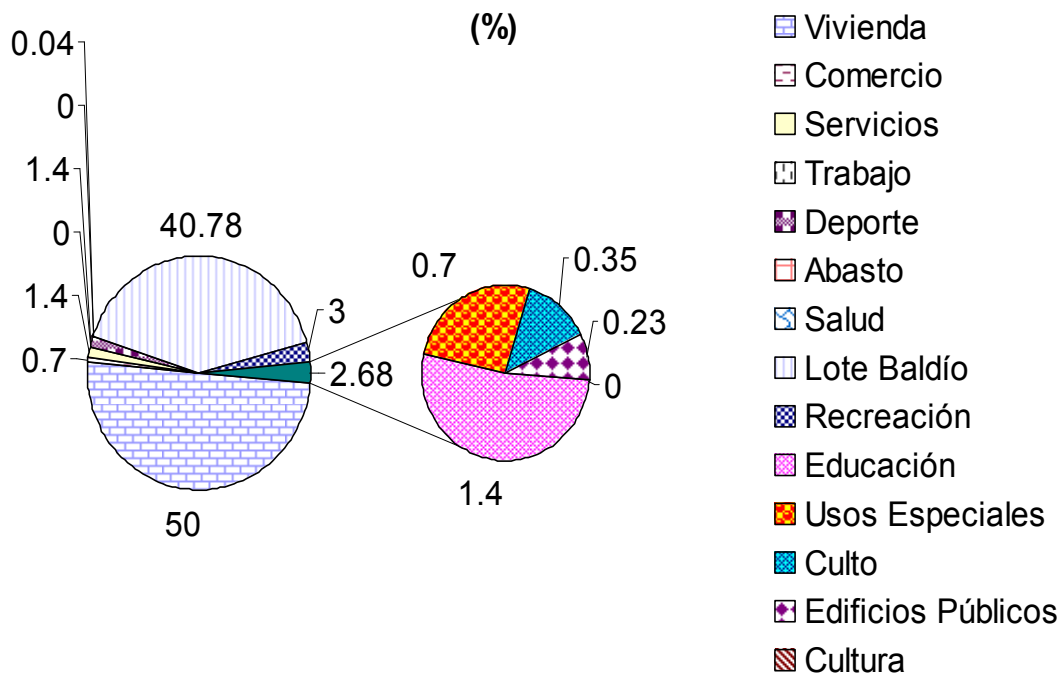 (%)
0.04
0
1.4
0
1.4
0.7
40.78
3
2.68
50
0.7
0.35
0.23
0
1.4
Vivienda
Comercio
Servicios
Trabajo
Deporte
Abasto
Salud
Lote Baldío
Recreación
Educación
Usos Especiales
Culto
Edificios Públicos
Cultura